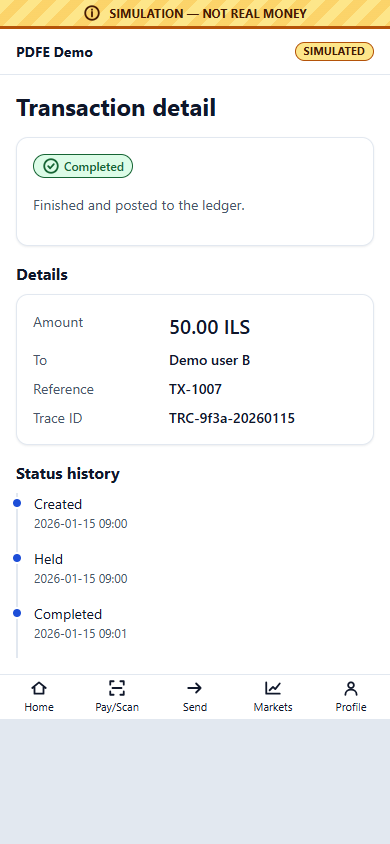 SIMULATION — NOT REAL MONEY
PDFE Demo
SIMULATED
Transaction detail
Completed
Finished and posted to the ledger.
Details
Amount
50.00 ILS
To
Demo user B
Reference
TX-1007
Trace ID
TRC-9f3a-20260115
Status history
Created
2026-01-15 09:00
Held
2026-01-15 09:00
Completed
2026-01-15 09:01
Home
Pay/Scan
Send
Markets
Profile